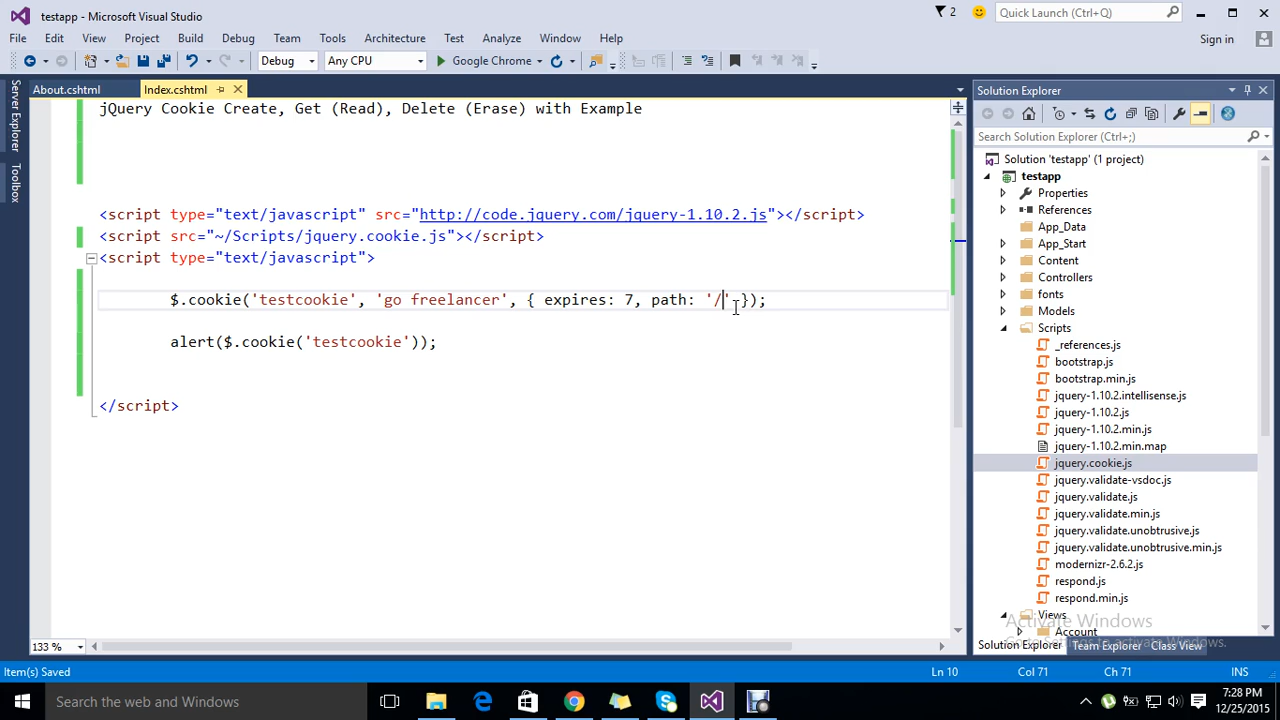 testapp - Microsoft Visual Studio
2
Quick Launch (Ctrl+Q)
File Edit View Project Build Debug Team Tools Architecture Test Analyze Window Help
Sign in
Debug Any CPU Google Chrome
About.cshtml Index.cshtml
Server Explorer
Toolbox
jQuery Cookie Create, Get (Read), Delete (Erase) with Example
<script type="text/javascript" src="http://code.jquery.com/jquery-1.10.2.js"></script>
<script src="~/Scripts/jquery.cookie.js"></script>
<script type="text/javascript">
$.cookie('testcookie', 'go freelancer', { expires: 7, path: '/' });
alert($.cookie('testcookie'));
</script>
133 %
Solution Explorer
Search Solution Explorer (Ctrl+;)
Solution 'testapp' (1 project)
testapp
Properties
References
App_Data
App_Start
Content
Controllers
fonts
Models
Scripts
_references.js
bootstrap.js
bootstrap.min.js
jquery-1.10.2.intellisense.js
jquery-1.10.2.js
jquery-1.10.2.min.js
jquery-1.10.2.min.map
jquery.cookie.js
jquery.validate-vsdoc.js
jquery.validate.js
jquery.validate.min.js
jquery.validate.unobtrusive.js
jquery.validate.unobtrusive.min.js
modernizr-2.6.2.js
respond.js
respond.min.js
Views
Account
Activate Windows
Go to Settings to activate Windows.
Solution Explorer Team Explorer Class View
Item(s) Saved Ln 10 Col 71 Ch 71 INS
Search the web and Windows
7:28 PM
12/25/2015